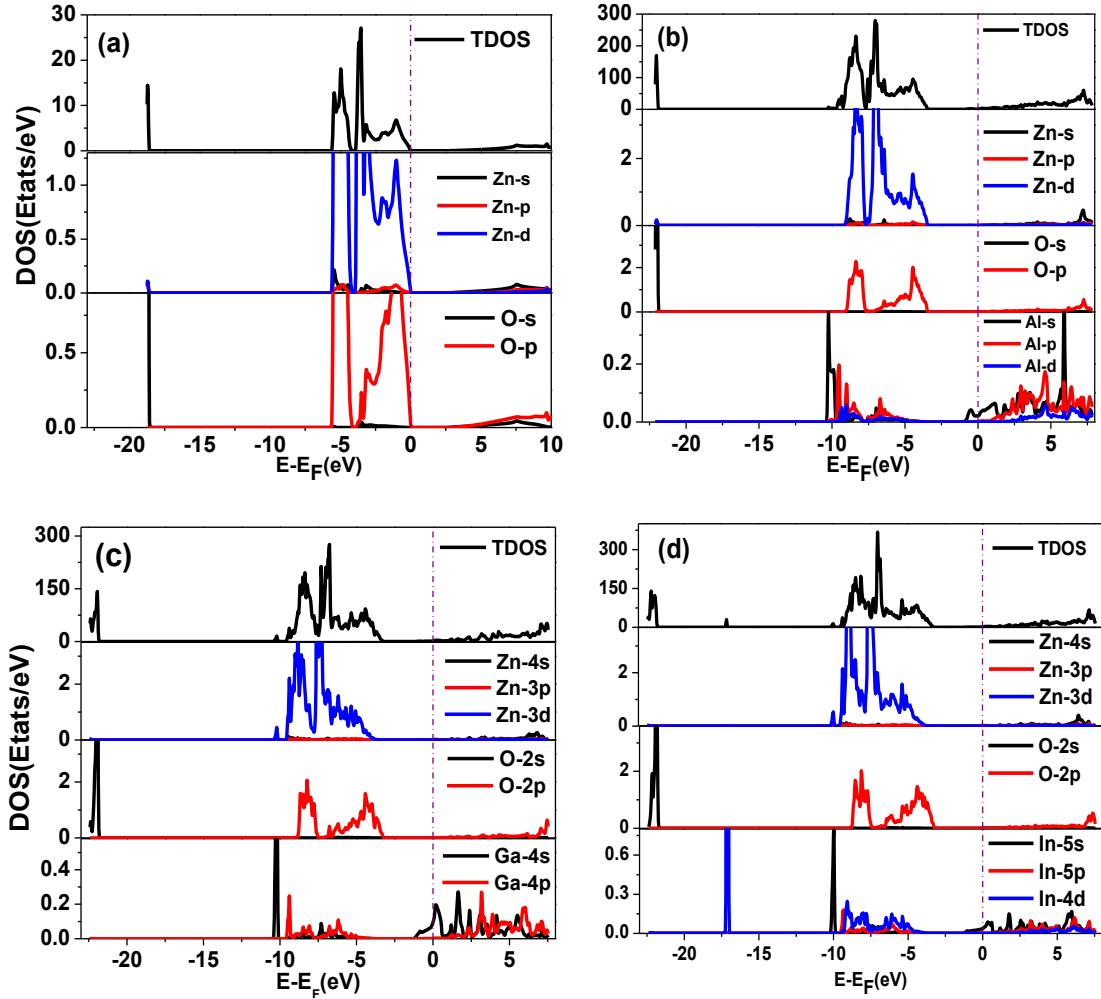 (a)
TDOS
30
20
10
0
Zn-s
Zn-p
Zn-d
1.0
0.5
0.0
O-s
O-p
0.5
0.0
-20 -15 -10 -5 0 5 10
E-EF(eV)
DOS(Etats/eV)
(b)
TDOS
300
200
100
0
Zn-s
Zn-p
Zn-d
2
0
O-s
O-p
2
0
Al-s
Al-p
Al-d
0.2
0.0
-20 -15 -10 -5 0 5
E-EF(eV)
(c)
TDOS
300
150
0
Zn-4s
Zn-3p
Zn-3d
2
0
O-2s
O-2p
2
0
Ga-4s
Ga-4p
0.4
0.2
0.0
-20 -15 -10 -5 0 5
E-EF(eV)
DOS(Etats/eV)
(d)
TDOS
450
300
150
0
Zn-4s
Zn-3p
Zn-3d
2
0
O-2s
O-2p
2
0
In-5s
In-5p
In-4d
0.6
0.3
0.0
-20 -15 -10 -5 0 5
E-EF(eV)